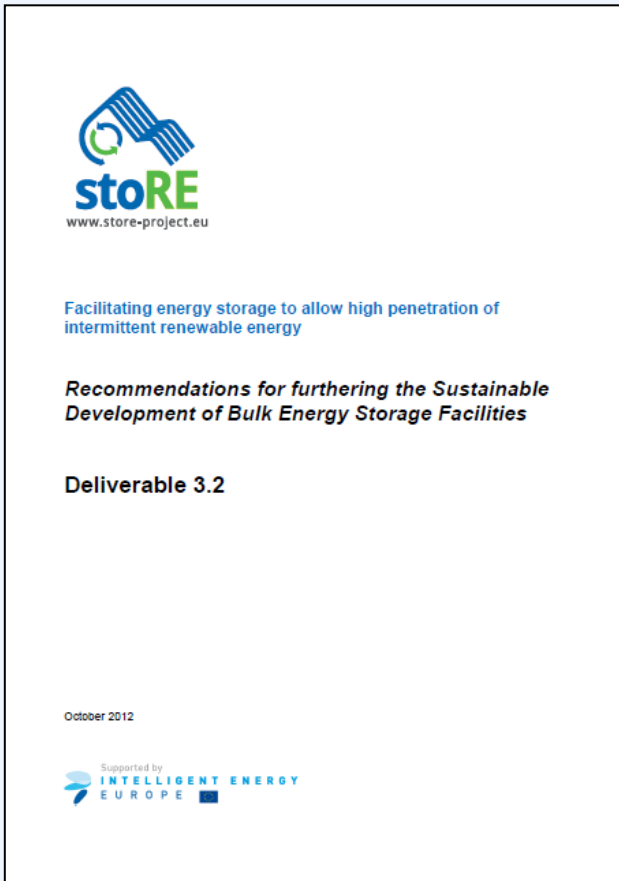 stoRE
www.store-project.eu
Facilitating energy storage to allow high penetration of
intermittent renewable energy
Recommendations for furthering the Sustainable
Development of Bulk Energy Storage Facilities
Deliverable 3.2
October 2012
Supported by
INTELLIGENT ENERGY
EUROPE